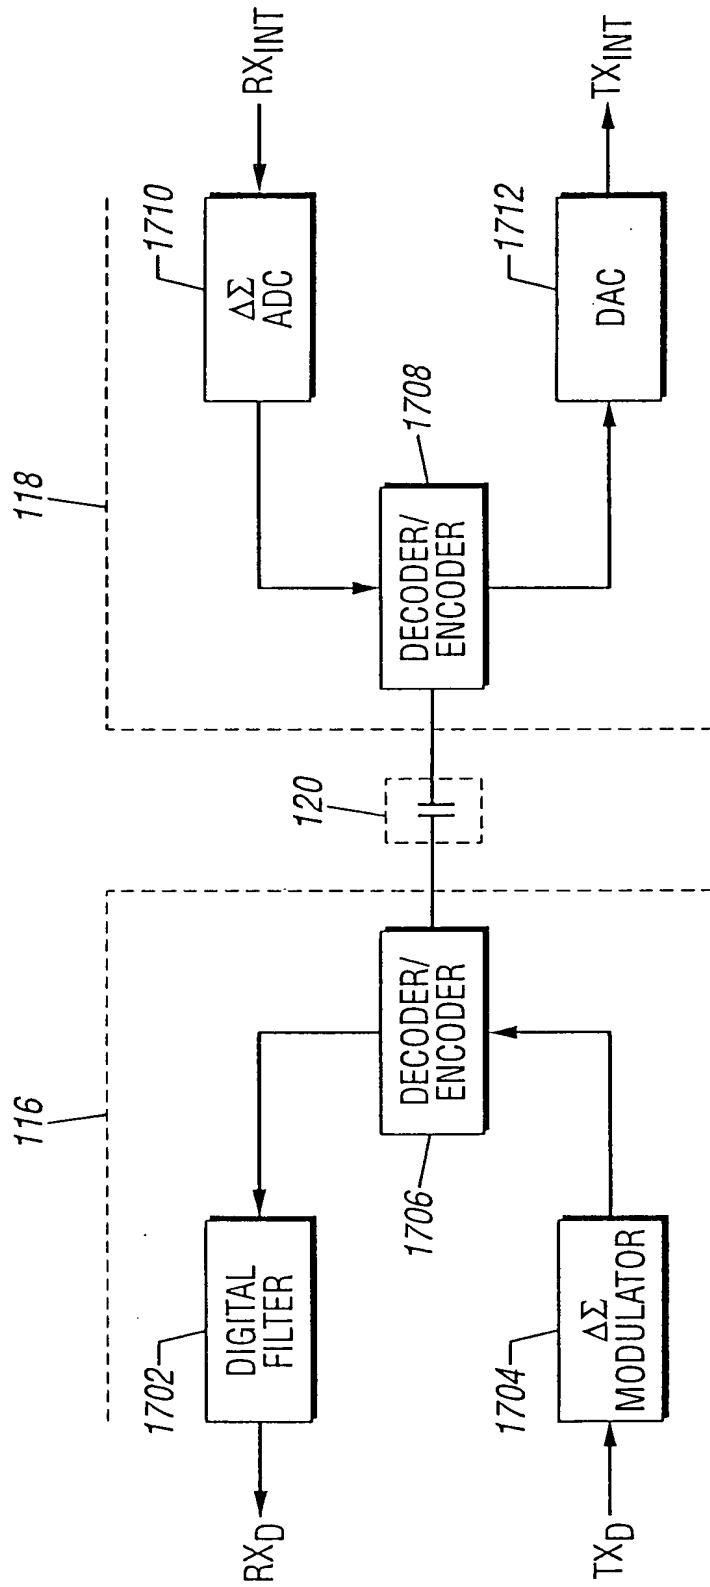 116
118
RX_D
1702
DIGITAL
FILTER
120
ΔΣ
ADC
1710
RX_INT
1706
DECODER/
ENCODER
DECODER/
ENCODER
1708
TX_D
1704
ΔΣ
MODULATOR
DAC
1712
TX_INT